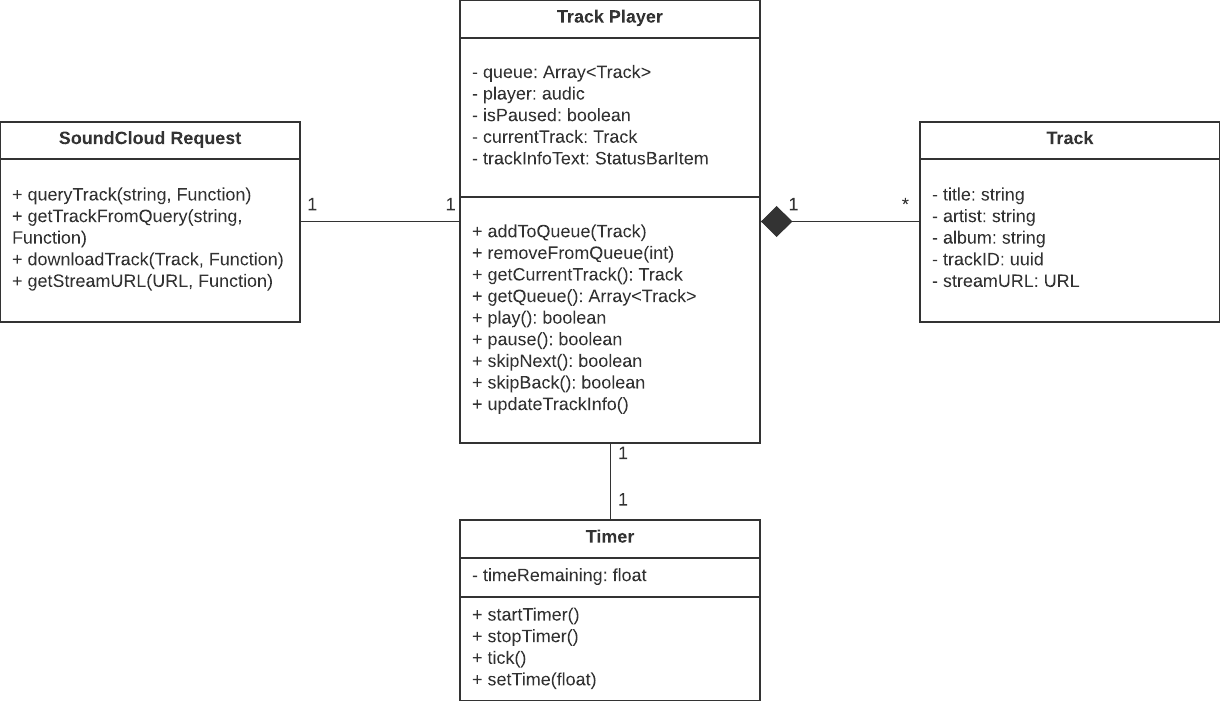 Track Player
- queue: Array<Track>
- player: audic
- isPaused: boolean
- currentTrack: Track
- trackInfoText: StatusBarItem
+ addToQueue(Track)
+ removeFromQueue(int)
+ getCurrentTrack(): Track
+ getQueue(): Array<Track>
+ play(): boolean
+ pause(): boolean
+ skipNext(): boolean
+ skipBack(): boolean
+ updateTrackInfo()
SoundCloud Request
+ queryTrack(string, Function)
+ getTrackFromQuery(string,
Function)
+ downloadTrack(Track, Function)
+ getStreamURL(URL, Function)
1
1
1
*
Track
- title: string
- artist: string
- album: string
- trackID: uuid
- streamURL: URL
1
1
Timer
- timeRemaining: float
+ startTimer()
+ stopTimer()
+ tick()
+ setTime(float)